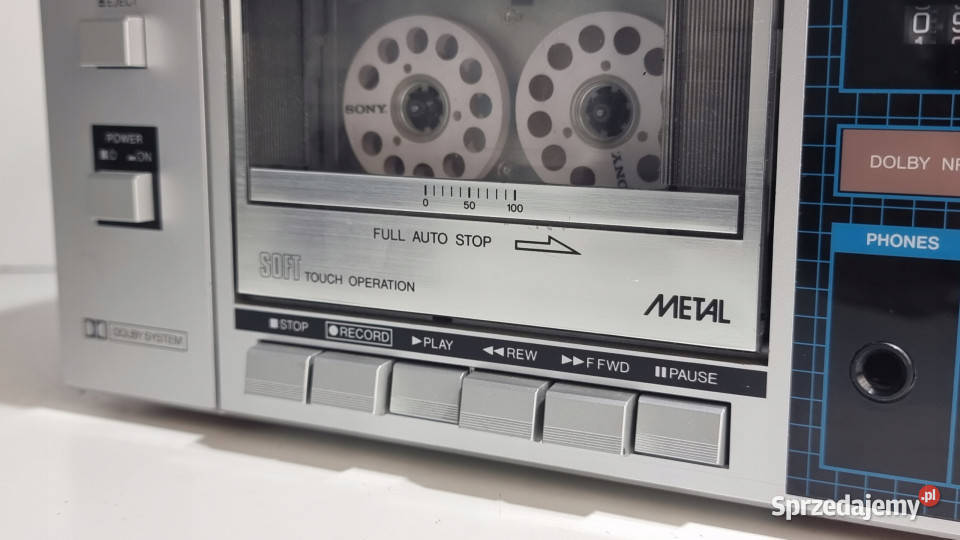 EJECT
POWER
ON
SONY
SONY
0 50 100
FULL AUTO STOP
SOFT TOUCH OPERATION
METAL
DOLBY SYSTEM
STOP RECORD PLAY REW F FWD PAUSE
0
DOLBY NR
PHONES
Sprzedajemy.pl